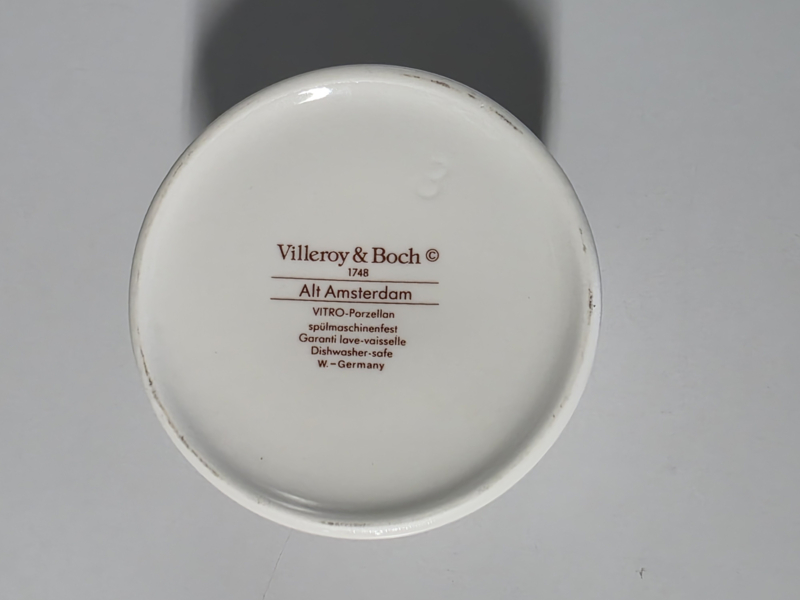 Villeroy & Boch ©
1748
Alt Amsterdam
VITRO-Porzellan
spülmaschinenfest
Garanti lave-vaisselle
Dishwasher-safe
W.-Germany